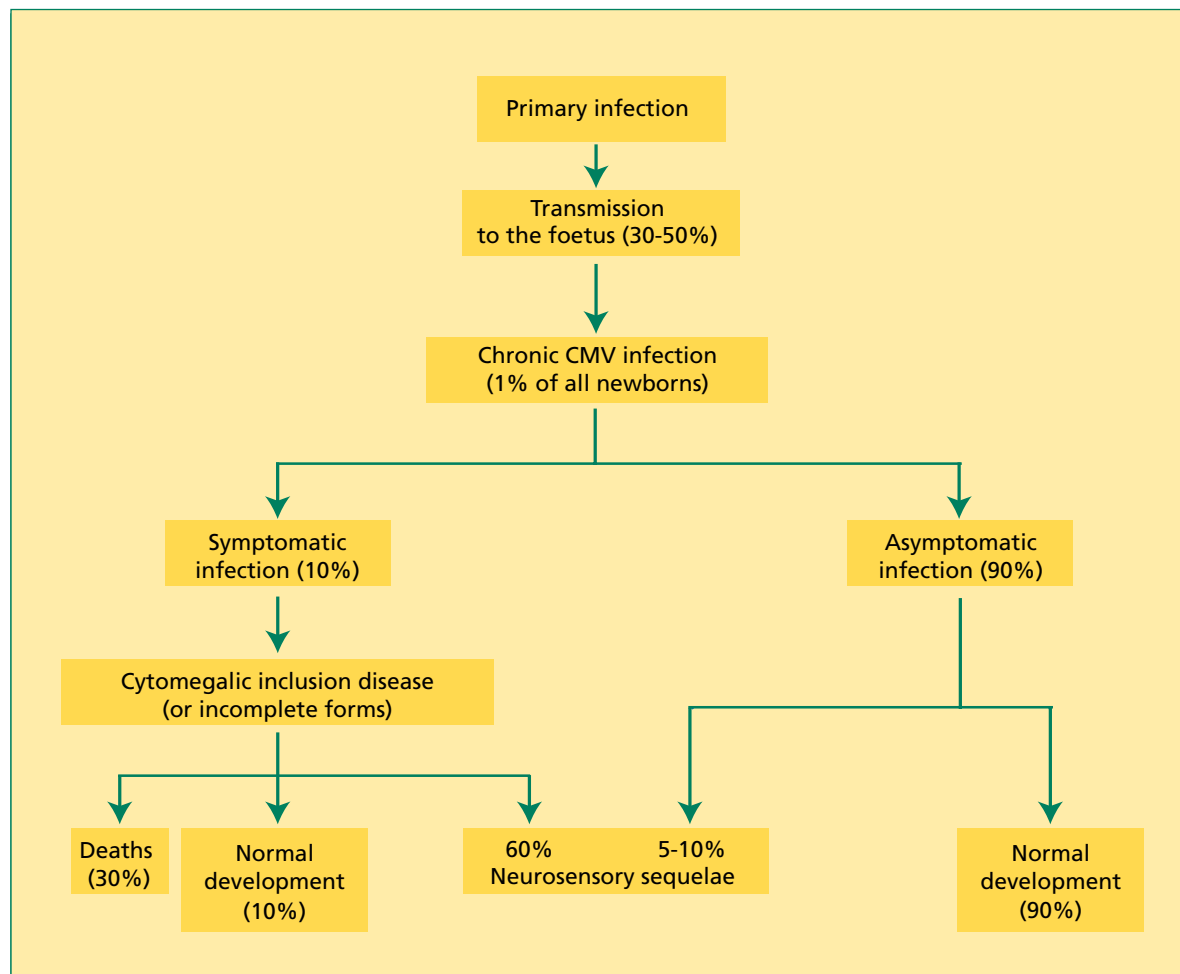 Primary infection
Transmission
to the foetus (30-50%)
Chronic CMV infection
(1% of all newborns)
Symptomatic
infection (10%)
Asymptomatic
infection (90%)
Cytomegalic inclusion disease
(or incomplete forms)
Deaths
(30%)
Normal
development
(10%)
60% 5-10%
Neurosensory sequelae
Normal
development
(90%)